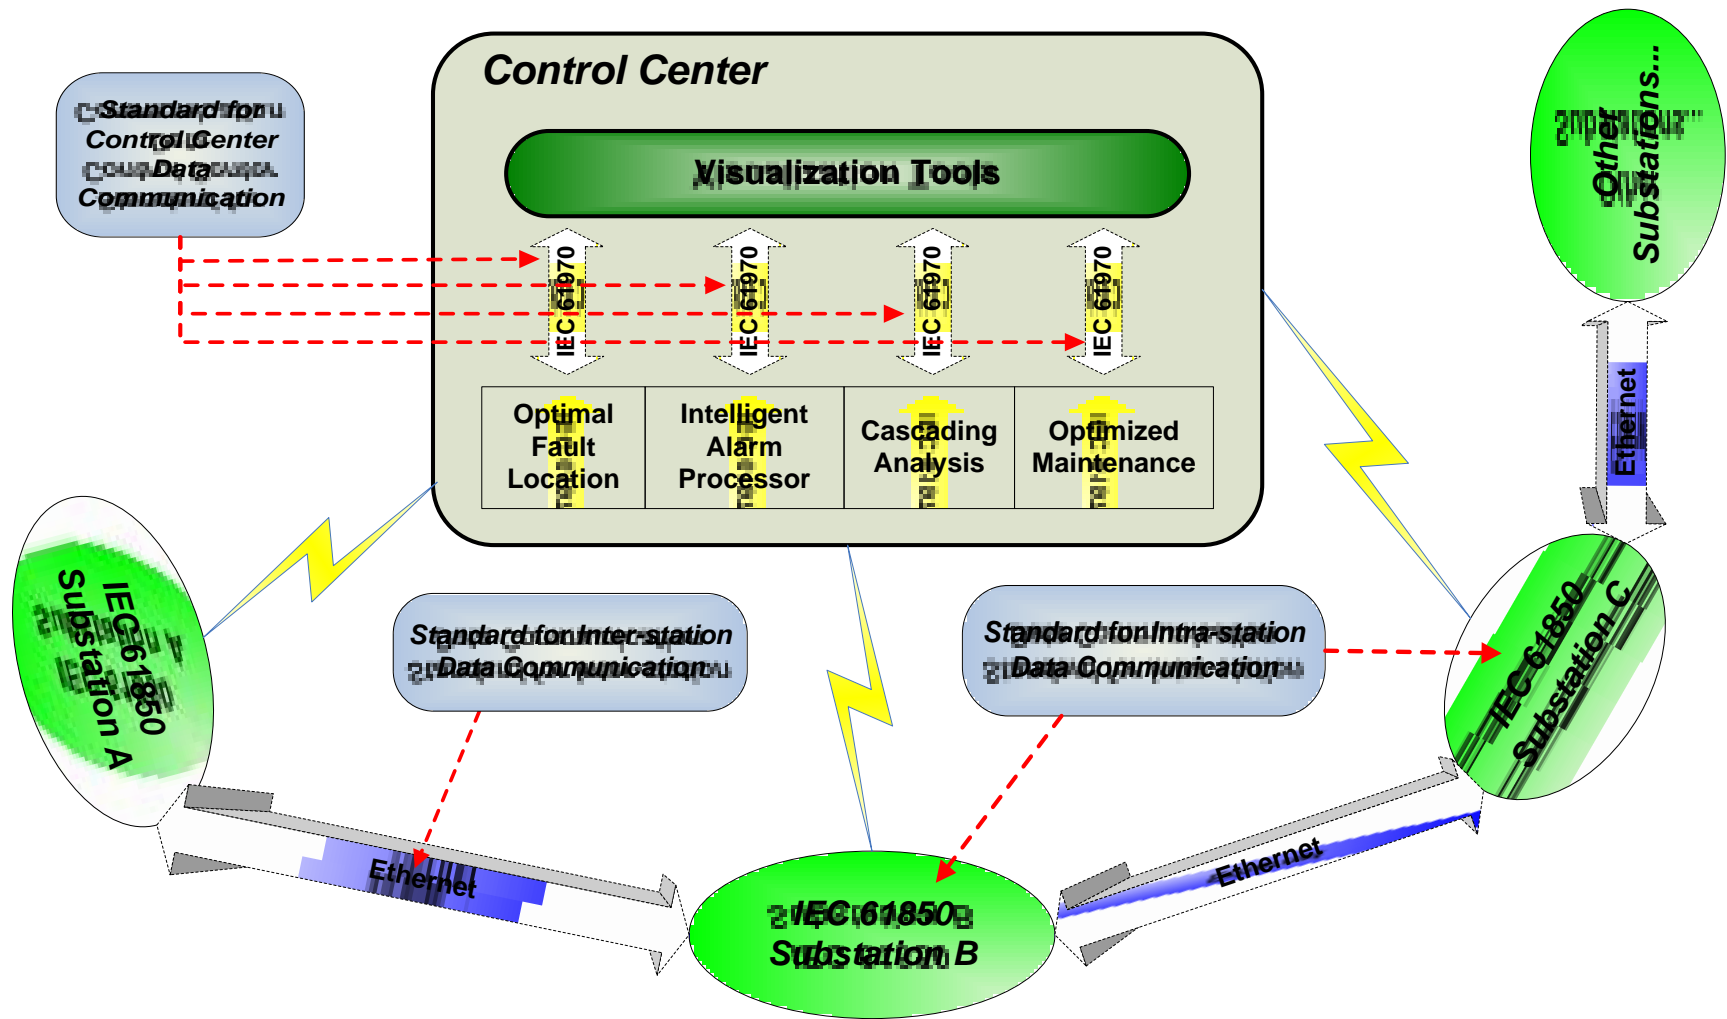 Control Center
Standard for
Control Center
Data
Communication
Visualization Tools
IEC 61970
IEC 61970
IEC 61970
IEC 61970
Optimal
Fault
Location
Intelligent
Alarm
Processor
Cascading
Analysis
Optimized
Maintenance
Other
Substations...
Ethernet
IEC 61850
Substation A
Standard for Inter-station
Data Communication
Standard for Intra-station
Data Communication
IEC 61850
Substation C
Ethernet
Ethernet
IEC 61850
Substation B